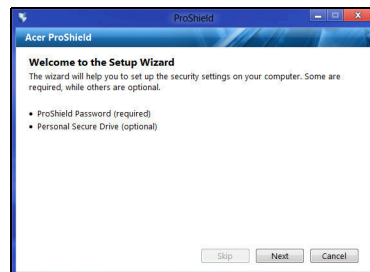 ProShield
Acer ProShield
Welcome to the Setup Wizard
The wizard will help you to set up the security settings on your computer. Some are
required, while others are optional.
• ProShield Password (required)
• Personal Secure Drive (optional)
Skip Next Cancel